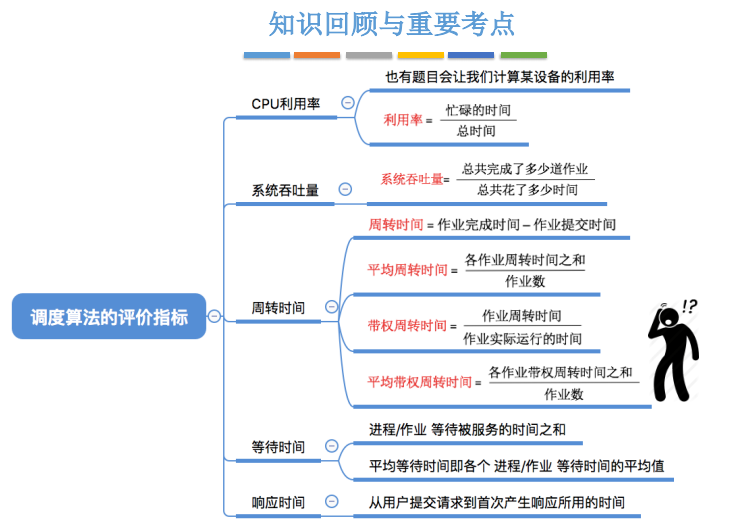 知识回顾与重要考点
也有题目会让我们计算某设备的利用率
CPU利用率
利用率 = 忙碌的时间
总时间
系统吞吐量
系统吞吐量= 总共完成了多少道作业
总共花了多少时间
周转时间 = 作业完成时间 – 作业提交时间
平均周转时间 = 各作业周转时间之和
作业数
周转时间
调度算法的评价指标
带权周转时间 = 作业周转时间
作业实际运行的时间
平均带权周转时间 = 各作业带权周转时间之和
作业数
!?
等待时间
进程/作业 等待被服务的时间之和
平均等待时间即各个 进程/作业 等待时间的平均值
响应时间
从用户提交请求到首次产生响应所用的时间